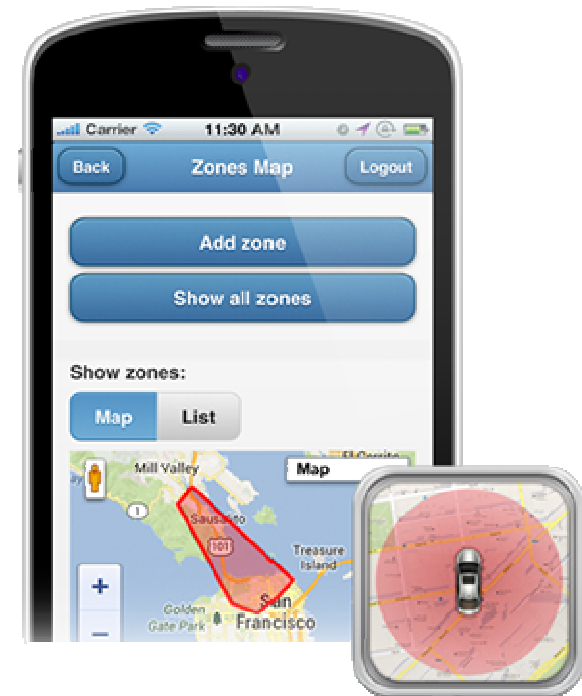 Carrier 11:30 AM
Back Zones Map Logout
Add zone
Show all zones
Show zones:
Map List
El Cerrito
Mill Valley Map
1
Sausalito
101
Treasure
Island
+
San
Golden
Gate Park Francisco
−